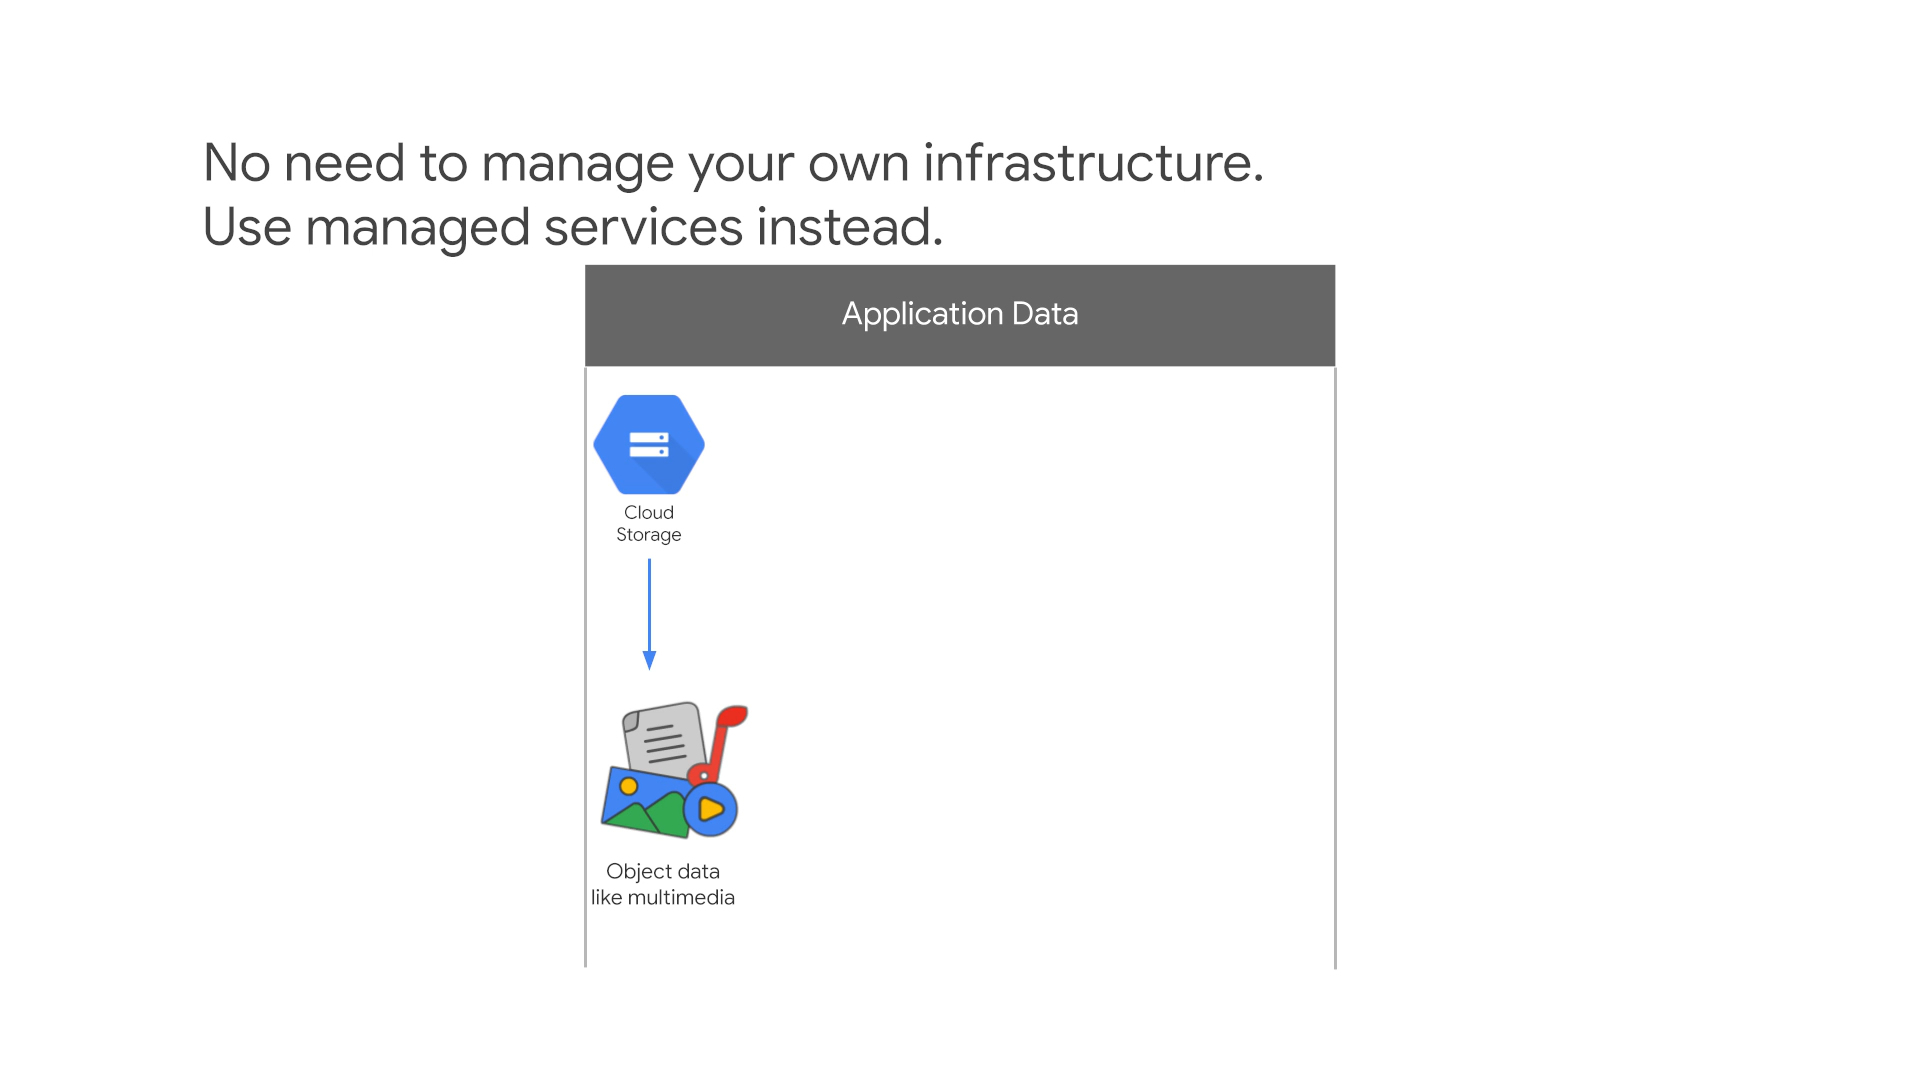 No need to manage your own infrastructure.
Use managed services instead.
Application Data
Cloud
Storage
Object data
like multimedia